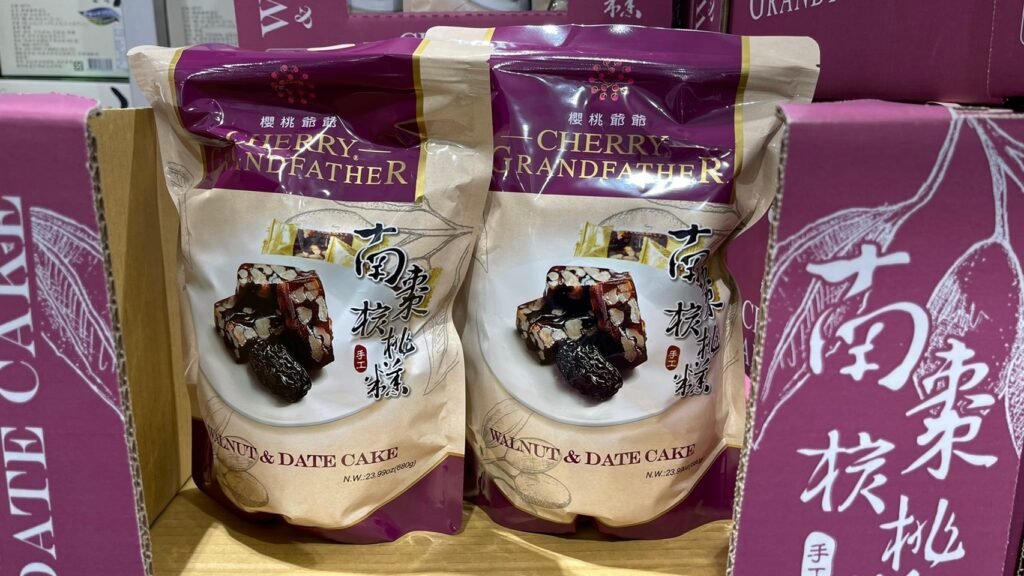 DATE CAKE
櫻桃爺爺
CHERRY
GRANDFATHER
南棗核桃糕
手工
WALNUT & DATE CAKE
N.W.:23.99oz(680g)
櫻桃爺爺
CHERRY
GRANDFATHER
南棗核桃糕
手工
WALNUT & DATE CAKE
南棗核桃
手工